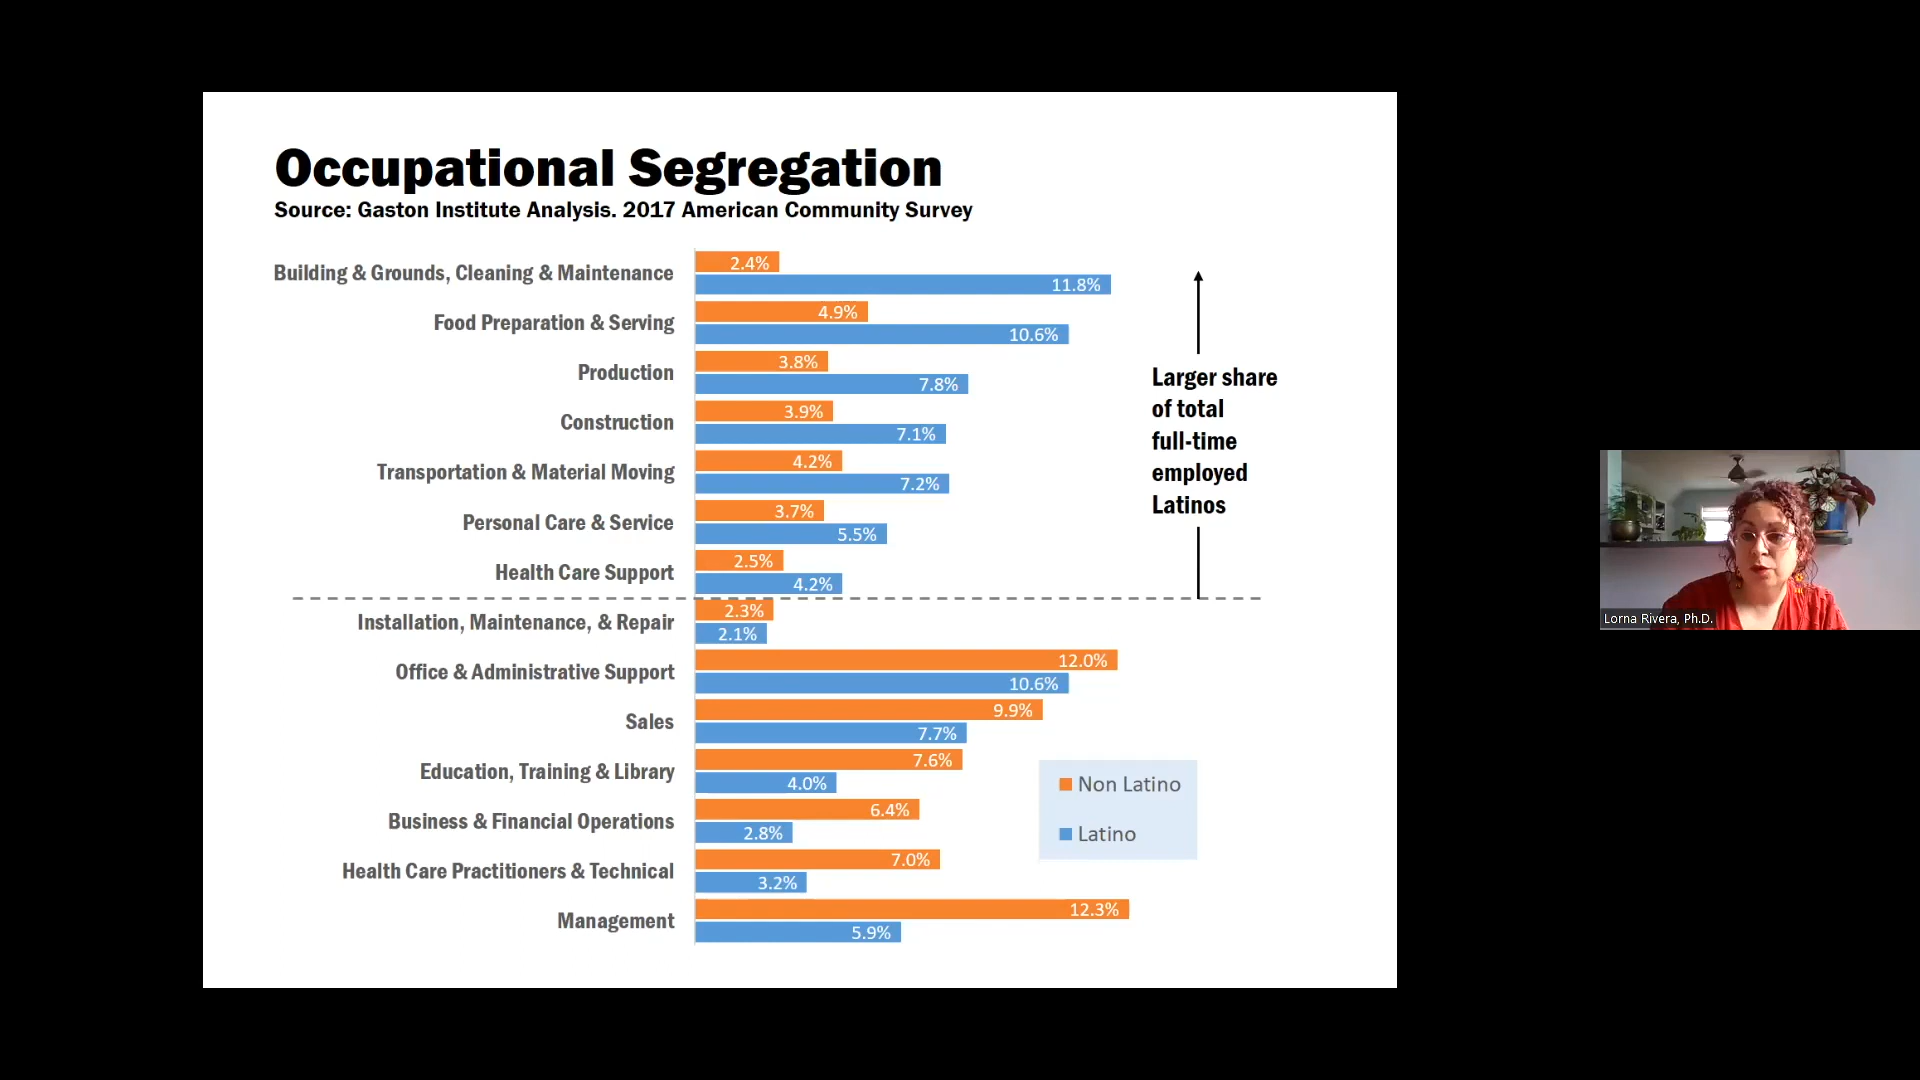 Occupational Segregation
Source: Gaston Institute Analysis. 2017 American Community Survey
Building & Grounds, Cleaning & Maintenance
2.4%
11.8%
Food Preparation & Serving
4.9%
10.6%
Production
3.8%
7.8%
Construction
3.9%
7.1%
Transportation & Material Moving
4.2%
7.2%
Personal Care & Service
3.7%
5.5%
Health Care Support
2.5%
4.2%
Larger share
of total
full-time
employed
Latinos
Installation, Maintenance, & Repair
2.3%
2.1%
Office & Administrative Support
12.0%
10.6%
Sales
9.9%
7.7%
Education, Training & Library
7.6%
4.0%
Business & Financial Operations
6.4%
2.8%
Health Care Practitioners & Technical
7.0%
3.2%
Management
12.3%
5.9%
Non Latino
Latino
Lorna Rivera, Ph.D.